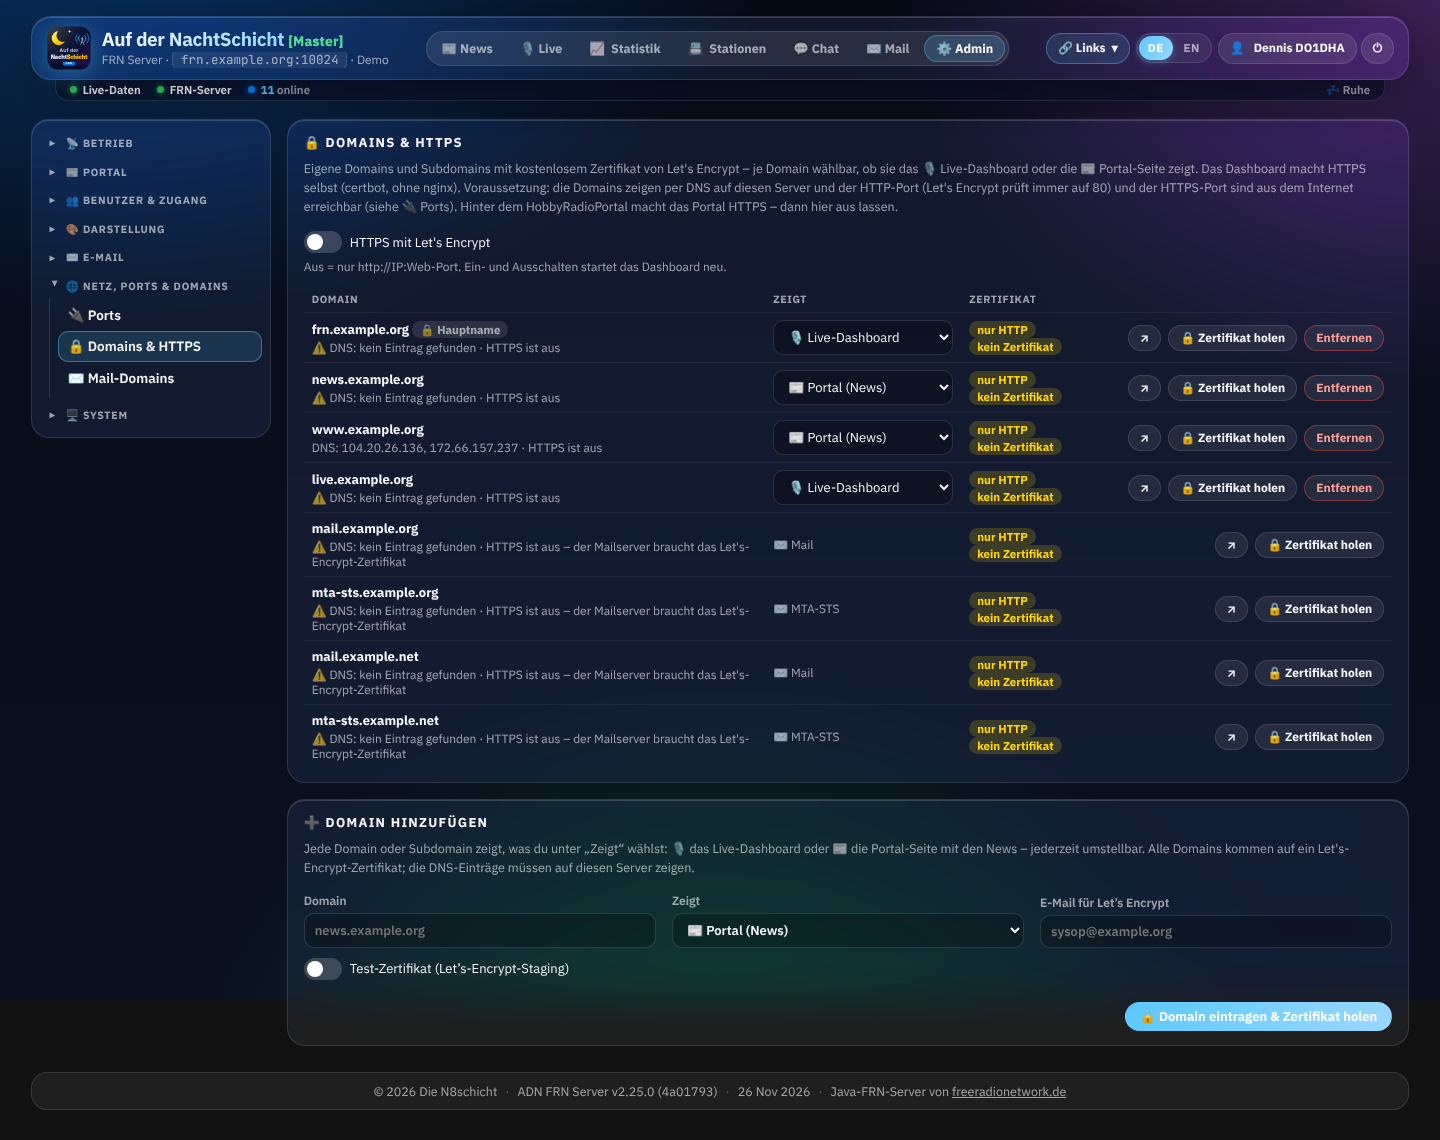 Auf der NachtSchicht [Master]
FRN Server · frn.example.org:10024 · Demo
Auf der
NachtSchicht
📰 News
🎙️ Live
📈 Statistik
📇 Stationen
💬 Chat
✉️ Mail
⚙️ Admin
🔗 Links ▾
DE
EN
👤 Dennis DO1DHA
Live-Daten
FRN-Server
11 online
💤 Ruhe
▸ 📡 BETRIEB
▸ 📰 PORTAL
▸ 👥 BENUTZER & ZUGANG
▸ 🎨 DARSTELLUNG
▸ ✉️ E-MAIL
▾ 🌐 NETZ, PORTS & DOMAINS
🔌 Ports
🔒 Domains & HTTPS
✉️ Mail-Domains
▸ 🖥️ SYSTEM
🔒 DOMAINS & HTTPS
Eigene Domains und Subdomains mit kostenlosem Zertifikat von Let's Encrypt – je Domain wählbar, ob sie das 🎙️ Live-Dashboard oder die 📰 Portal-Seite zeigt. Das Dashboard macht HTTPS
selbst (certbot, ohne nginx). Voraussetzung: die Domains zeigen per DNS auf diesen Server und der HTTP-Port (Let's Encrypt prüft immer auf 80) und der HTTPS-Port sind aus dem Internet
erreichbar (siehe 🔌 Ports). Hinter dem HobbyRadioPortal macht das Portal HTTPS – dann hier aus lassen.
HTTPS mit Let's Encrypt
Aus = nur http://IP:Web-Port. Ein- und Ausschalten startet das Dashboard neu.
DOMAIN
ZEIGT
ZERTIFIKAT
frn.example.org 🔒 Hauptname
⚠️ DNS: kein Eintrag gefunden · HTTPS ist aus
🎙️ Live-Dashboard
nur HTTP
kein Zertifikat
↗
🔒 Zertifikat holen
Entfernen
news.example.org
⚠️ DNS: kein Eintrag gefunden · HTTPS ist aus
📰 Portal (News)
nur HTTP
kein Zertifikat
↗
🔒 Zertifikat holen
Entfernen
www.example.org
DNS: 104.20.26.136, 172.66.157.237 · HTTPS ist aus
📰 Portal (News)
nur HTTP
kein Zertifikat
↗
🔒 Zertifikat holen
Entfernen
live.example.org
⚠️ DNS: kein Eintrag gefunden · HTTPS ist aus
🎙️ Live-Dashboard
nur HTTP
kein Zertifikat
↗
🔒 Zertifikat holen
Entfernen
mail.example.org
⚠️ DNS: kein Eintrag gefunden · HTTPS ist aus – der Mailserver braucht das Let's-
Encrypt-Zertifikat
✉️ Mail
nur HTTP
kein Zertifikat
↗
🔒 Zertifikat holen
mta-sts.example.org
⚠️ DNS: kein Eintrag gefunden · HTTPS ist aus – der Mailserver braucht das Let's-
Encrypt-Zertifikat
✉️ MTA-STS
nur HTTP
kein Zertifikat
↗
🔒 Zertifikat holen
mail.example.net
⚠️ DNS: kein Eintrag gefunden · HTTPS ist aus – der Mailserver braucht das Let's-
Encrypt-Zertifikat
✉️ Mail
nur HTTP
kein Zertifikat
↗
🔒 Zertifikat holen
mta-sts.example.net
⚠️ DNS: kein Eintrag gefunden · HTTPS ist aus – der Mailserver braucht das Let's-
Encrypt-Zertifikat
✉️ MTA-STS
nur HTTP
kein Zertifikat
↗
🔒 Zertifikat holen
➕ DOMAIN HINZUFÜGEN
Jede Domain oder Subdomain zeigt, was du unter „Zeigt“ wählst: 🎙️ das Live-Dashboard oder 📰 die Portal-Seite mit den News – jederzeit umstellbar. Alle Domains kommen auf ein Let's-
Encrypt-Zertifikat; die DNS-Einträge müssen auf diesen Server zeigen.
Domain
Zeigt
E-Mail für Let’s Encrypt
news.example.org
📰 Portal (News)
sysop@example.org
Test-Zertifikat (Let’s-Encrypt-Staging)
🔒 Domain eintragen & Zertifikat holen
© 2026 Die N8schicht · ADN FRN Server v2.25.0 (4a01793) · 26 Nov 2026 · Java-FRN-Server von freeradionetwork.de